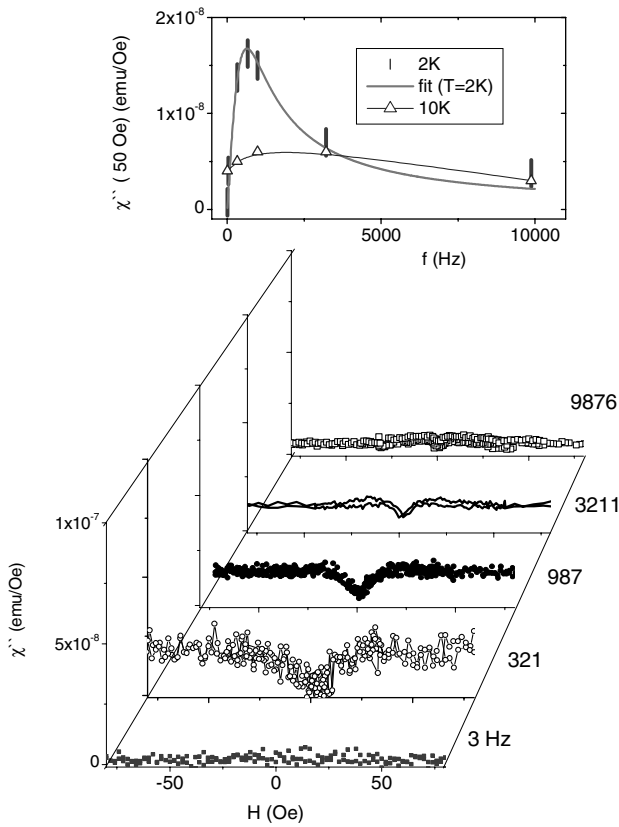 2x10⁻⁸
1x10⁻⁸
0
χ`` ( 50 Oe) (emu/Oe)
2K
fit (T=2K)
10K
0
5000
10000
f (Hz)
9876
3211
987
321
3 Hz
1x10⁻⁷
5x10⁻⁸
0
χ`` (emu/Oe)
-50
0
50
H (Oe)